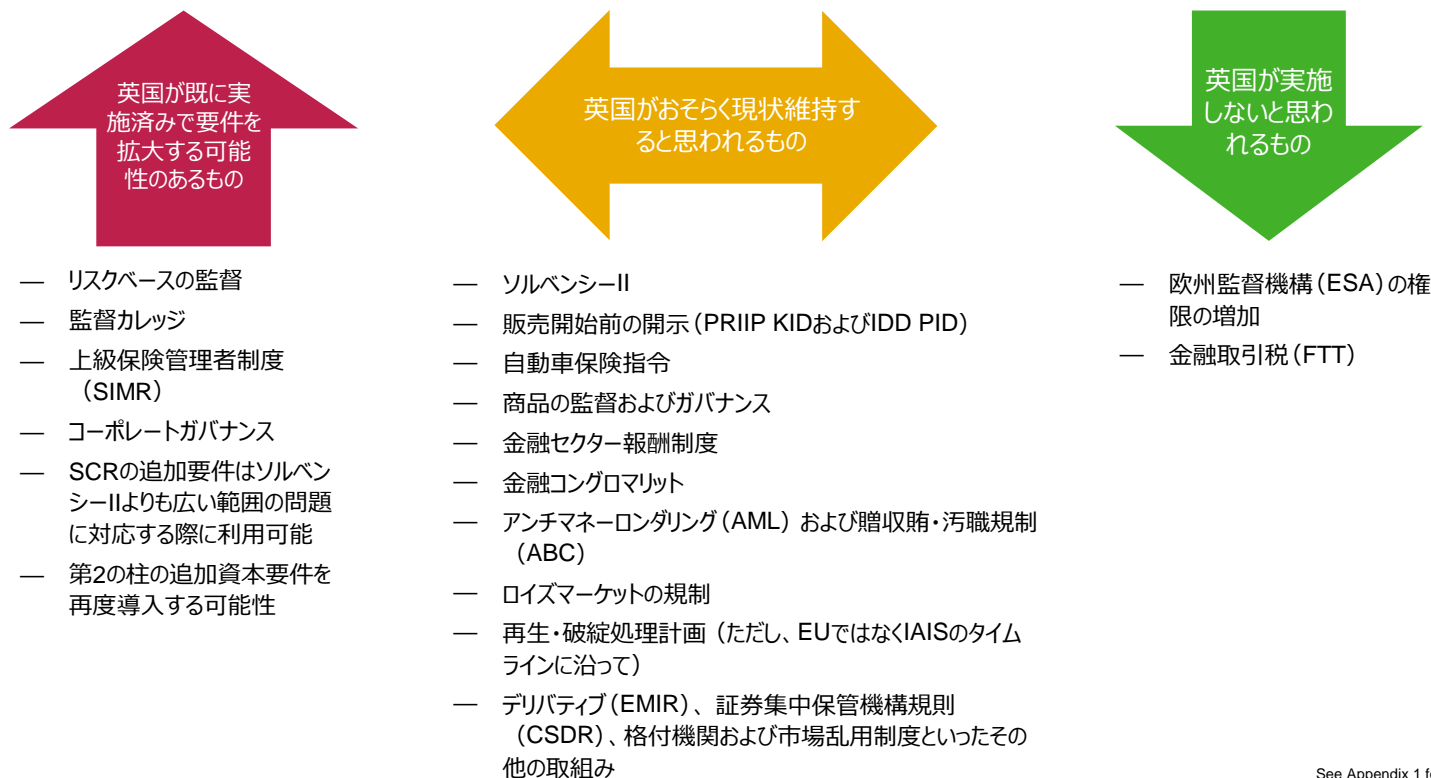 英国が既に実
施済みで要件を
拡大する可能
性のあるもの
英国がおそらく現状維持す
ると思われるもの
英国が実施
しないと思わ
れるもの
— リスクベースの監督
— 監督カレッジ
— 上級保険管理者制度
（SIMR）
— コーポレートガバナンス
— SCRの追加要件はソルベン
シーIIよりも広い範囲の問題
に対応する際に利用可能
— 第2の柱の追加資本要件を
再度導入する可能性
— ソルベンシーII
— 販売開始前の開示（PRIIP KIDおよびIDD PID）
— 自動車保険指令
— 商品の監督およびガバナンス
— 金融セクター報酬制度
— 金融コングロマリット
— アンチマネーロンダリング（AML）および贈収賄・汚職規制
（ABC）
— ロイズマーケットの規制
— 再生・破綻処理計画（ただし、EUではなくIAISのタイム
ラインに沿って）
— デリバティブ（EMIR）、証券集中保管機構規則
（CSDR）、格付機関および市場乱用制度といったその
他の取組み
— 欧州監督機構（ESA）の権
限の増加
— 金融取引税（FTT）
See Appendix 1 fo